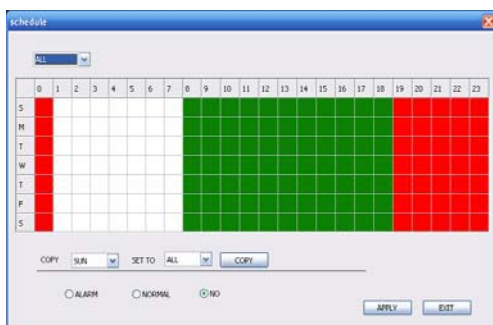 schedule
ALL
0 1 2 3 4 5 6 7 8 9 10 11 12 13 14 15 16 17 18 19 20 21 22 23
S
M
T
W
T
F
S
COPY SUN SET TO ALL COPY
ALARM NORMAL NO
APPLY EXIT